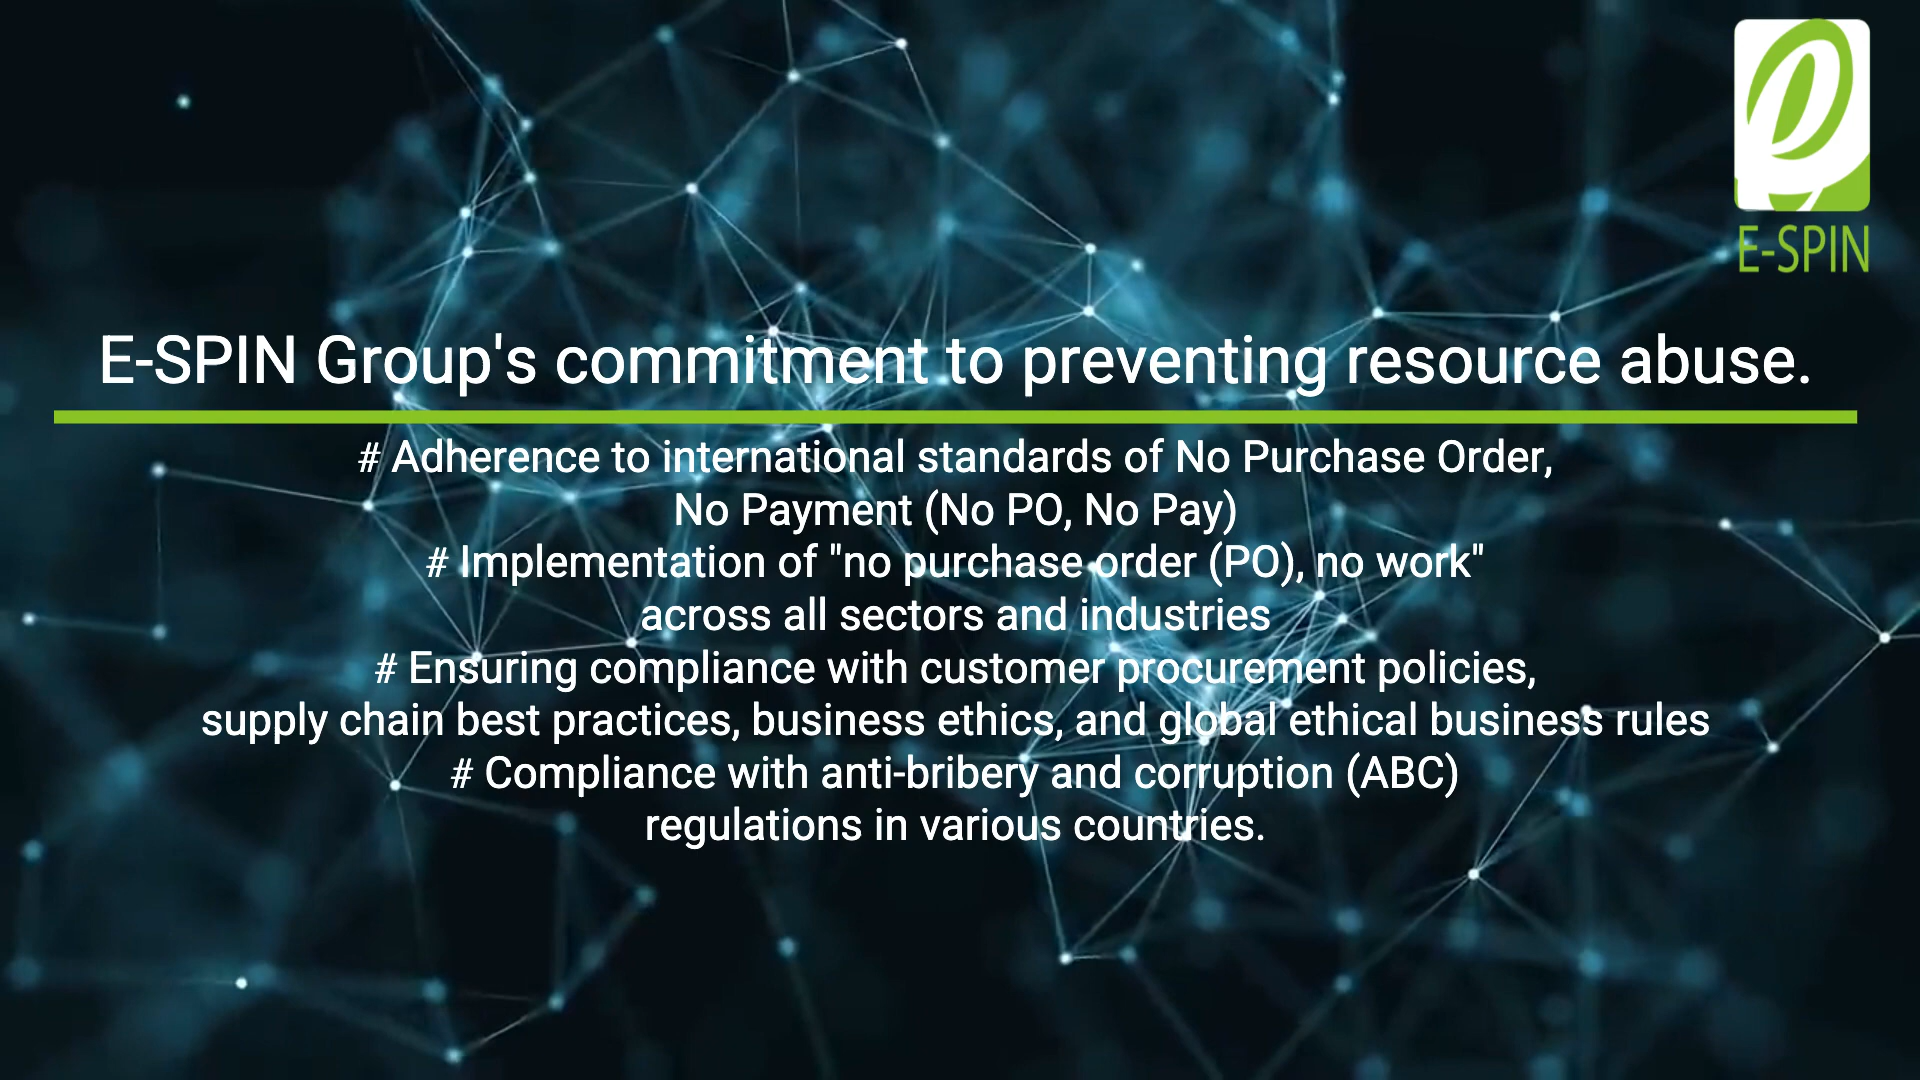 E-SPIN
E-SPIN Group's commitment to preventing resource abuse.
# Adherence to international standards of No Purchase Order,
No Payment (No PO, No Pay)
# Implementation of "no purchase order (PO), no work"
across all sectors and industries
# Ensuring compliance with customer procurement policies,
supply chain best practices, business ethics, and global ethical business rules
# Compliance with anti-bribery and corruption (ABC)
regulations in various countries.